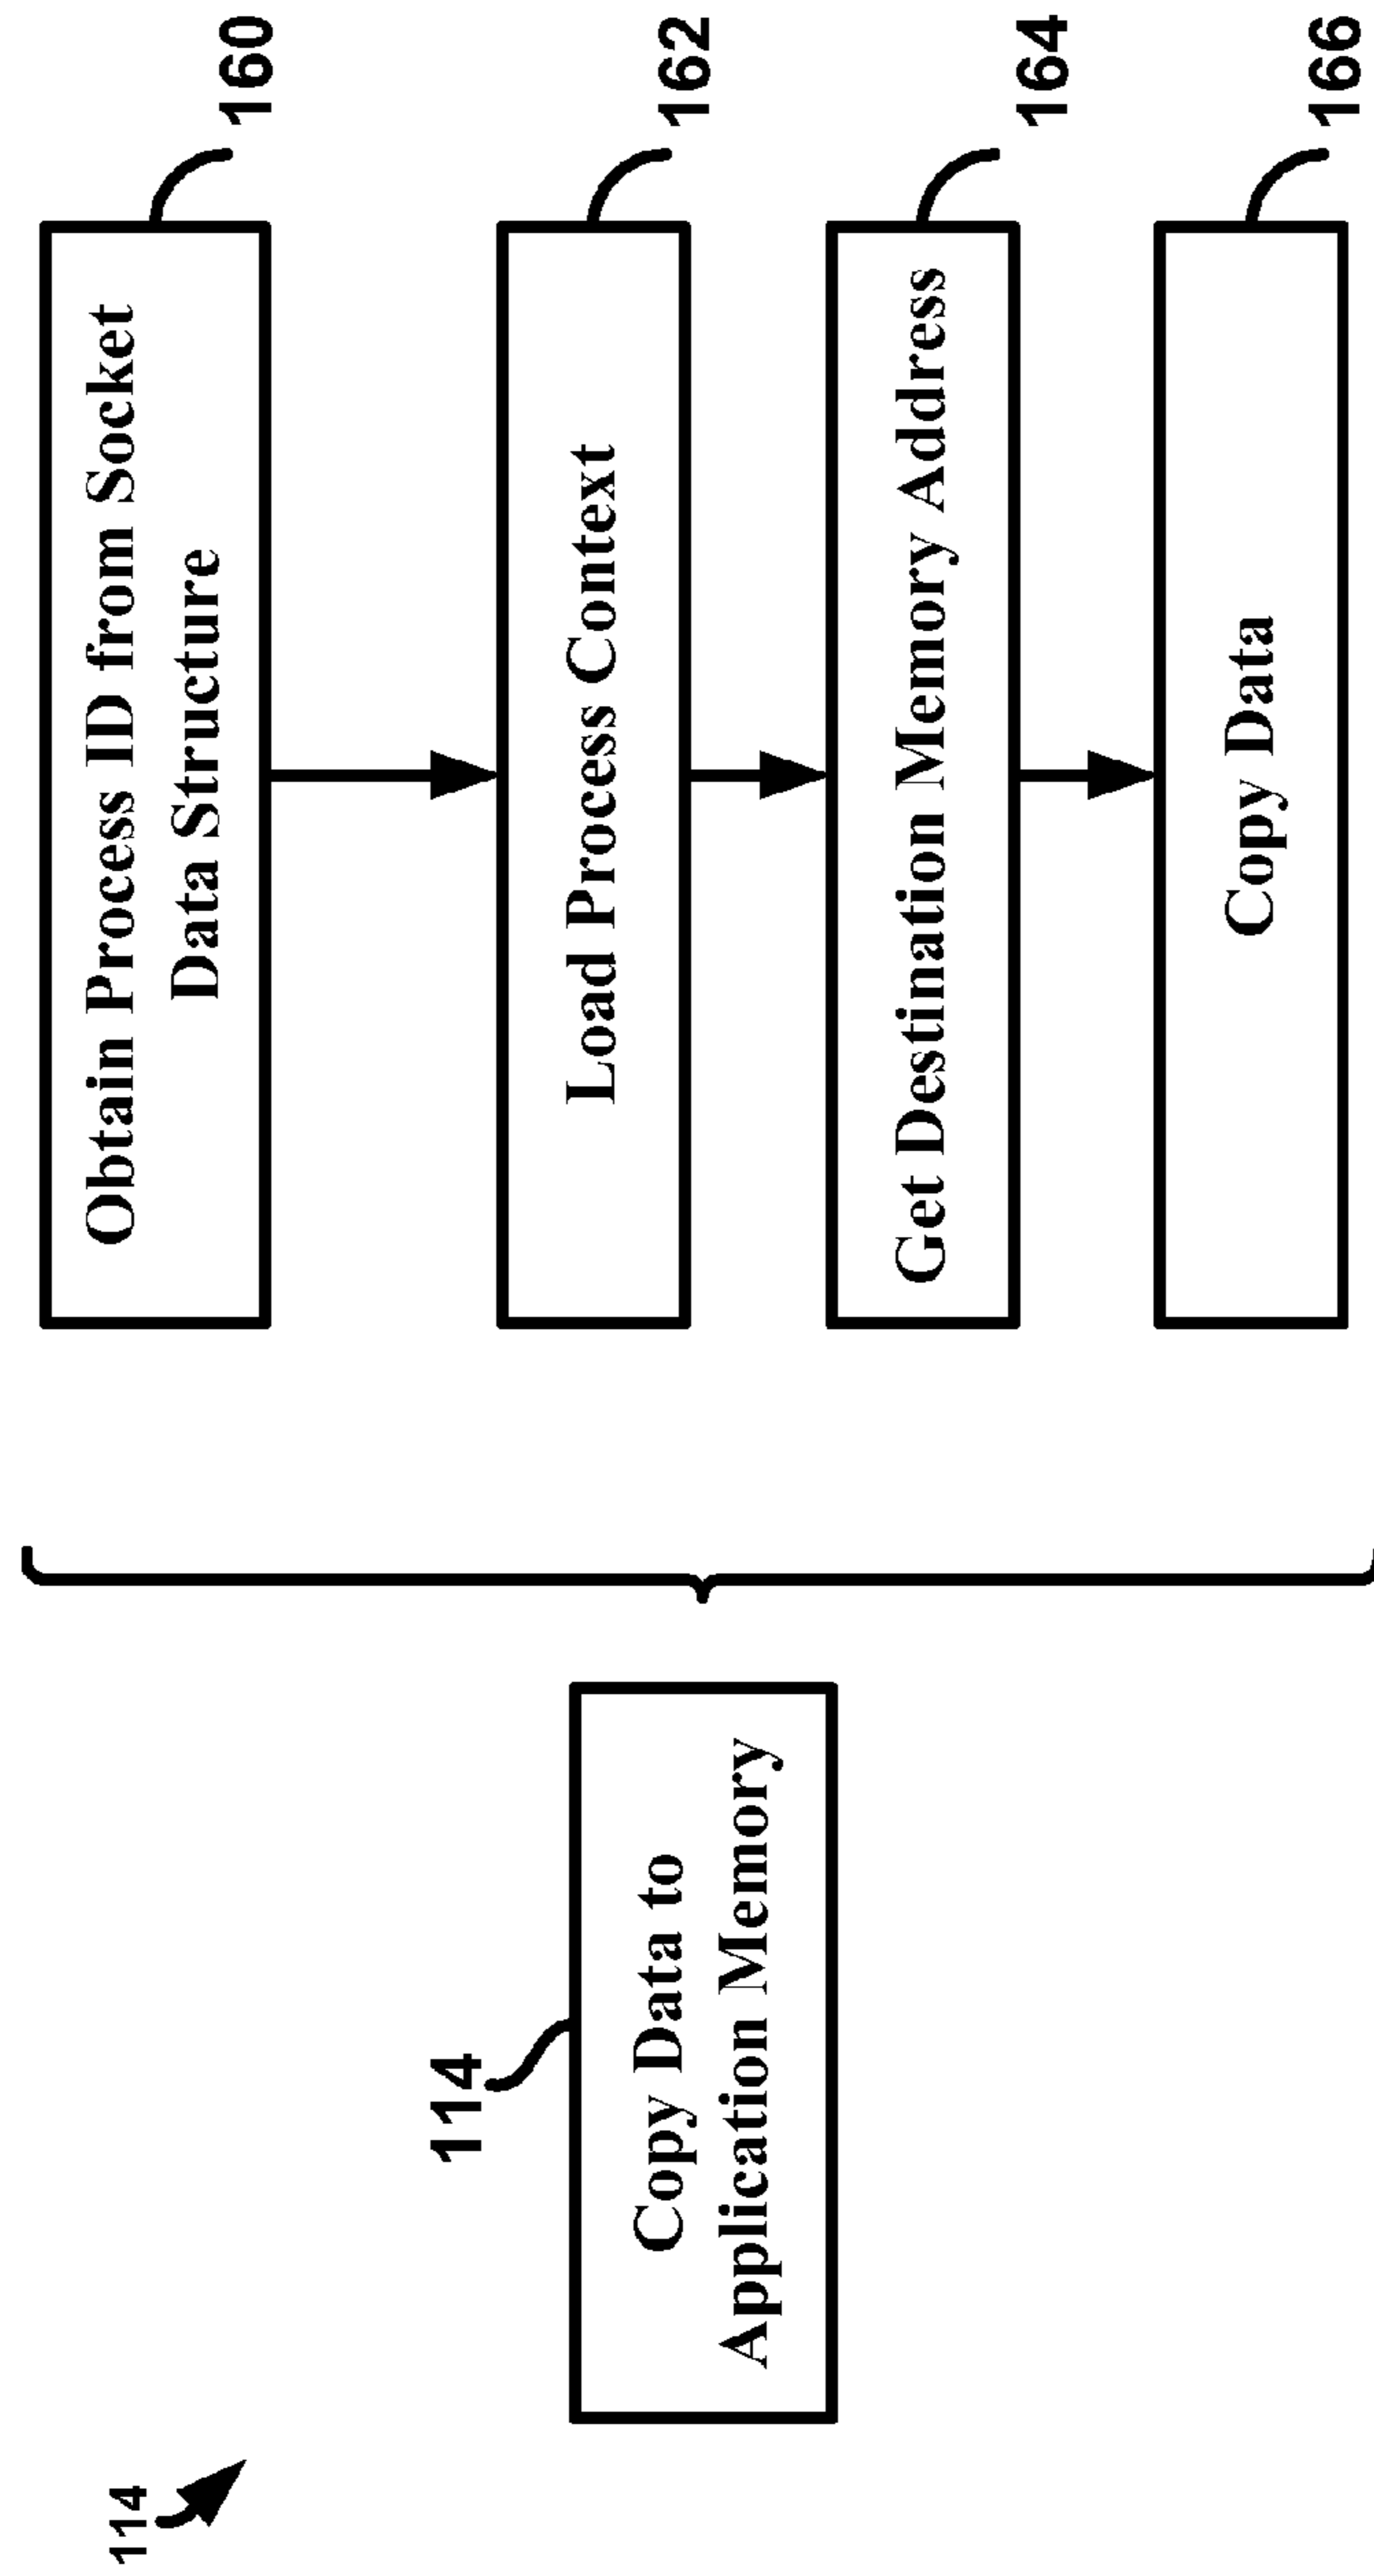 114
114
Copy Data to
Application Memory
Obtain Process ID from Socket
Data Structure
160
Load Process Context
162
Get Destination Memory Address
164
Copy Data
166